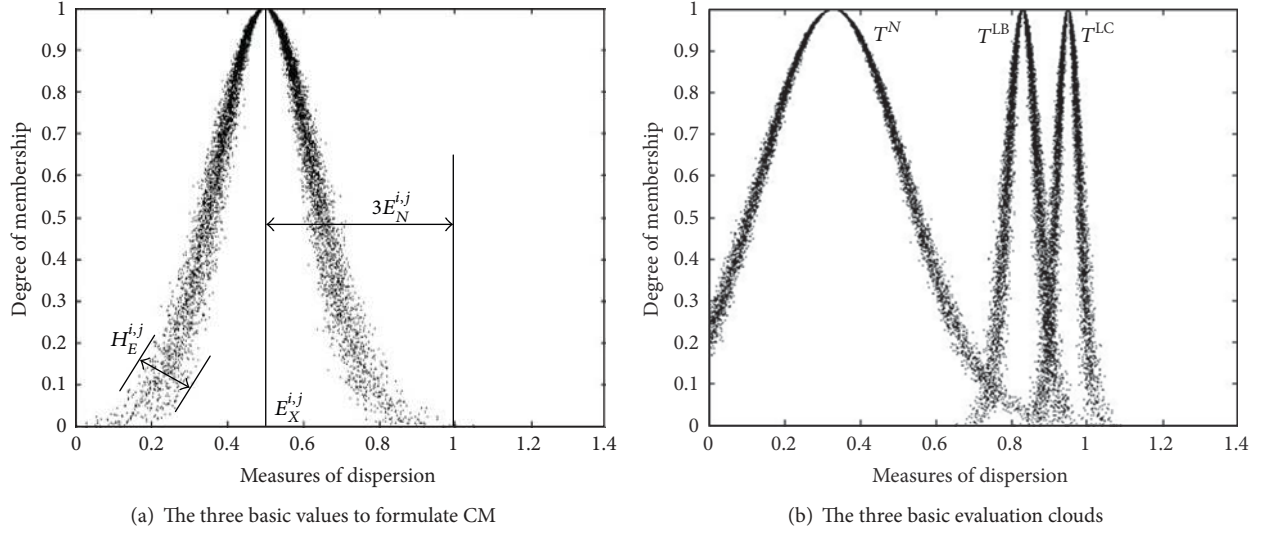 1
0.9
0.8
0.7
0.6
0.5
0.4
0.3
0.2
0.1
0
Degree of membership
3E_N^{i,j}
H_E^{i,j}
E_X^{i,j}
0 0.2 0.4 0.6 0.8 1 1.2 1.4
Measures of dispersion
(a) The three basic values to formulate CM
1
0.9
0.8
0.7
0.6
0.5
0.4
0.3
0.2
0.1
0
Degree of membership
T^N T^{LB} T^{LC}
0 0.2 0.4 0.6 0.8 1 1.2 1.4
Measures of dispersion
(b) The three basic evaluation clouds